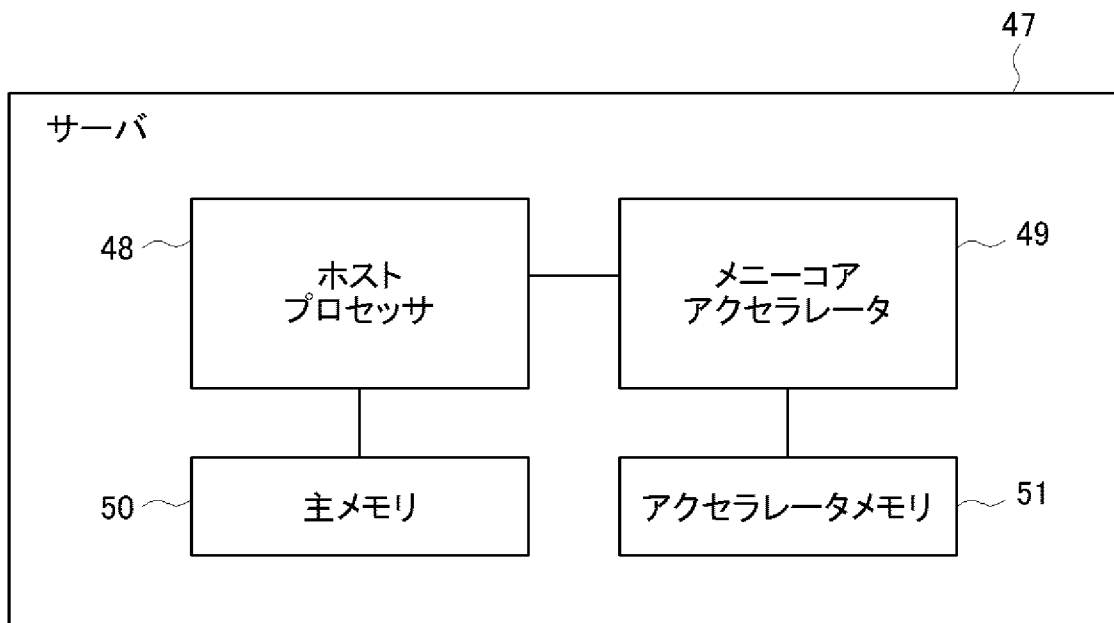 47
サーバ
48
ホスト
プロセッサ
メニーコア
アクセラレータ
49
50
主メモリ
アクセラレータメモリ
51